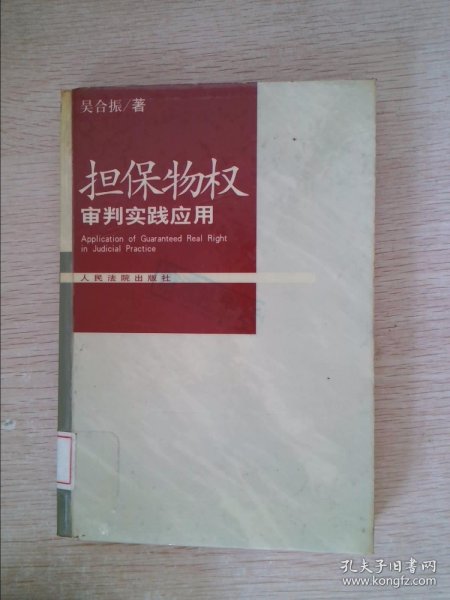 吴合振/著
担保物权
审判实践应用
Application of Guaranteed Real Right
in Judicial Practice
人民法院出版社
孔夫子旧书网
www.kongfz.com